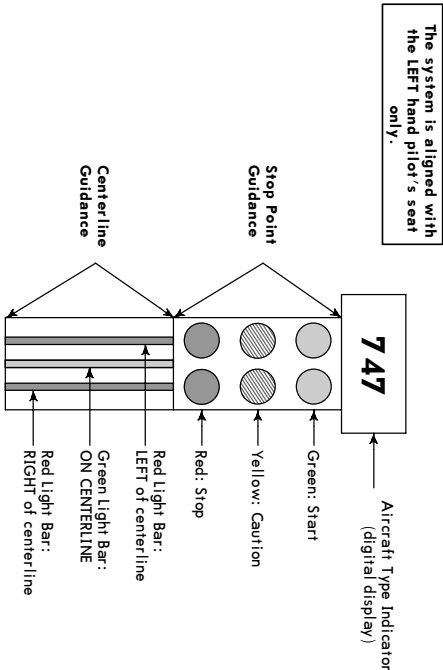 The system is aligned with
the LEFT hand pilot's seat
only.
747
Aircraft Type Indicator
(digital display)
Stop Point
Guidance
Green: Start
Yellow: Caution
Red: Stop
Centerline
Guidance
Red Light Bar:
LEFT of centerline
Green Light Bar:
ON CENTERLINE
Red Light Bar:
RIGHT of centerline